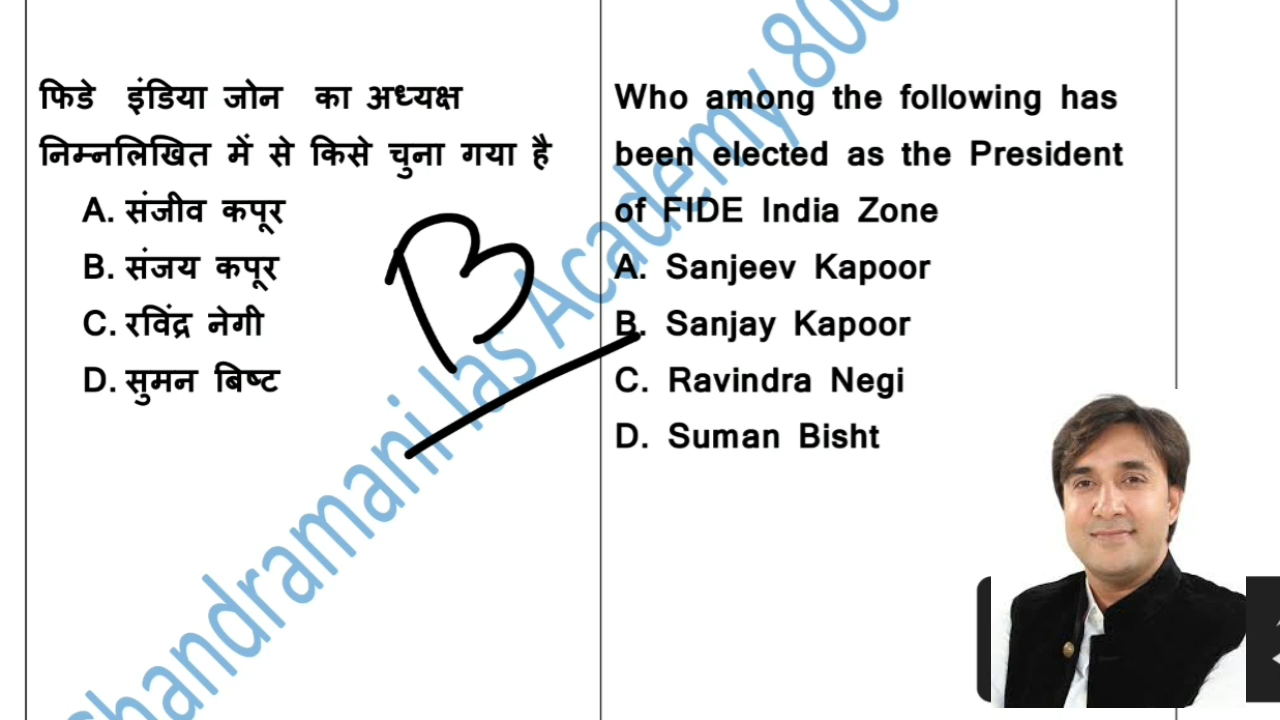 फिडे इंडिया जोन का अध्यक्ष
निम्नलिखित में से किसे चुना गया है
A. संजीव कपूर
B. संजय कपूर
C. रविंद्र नेगी
D. सुमन बिष्ट
B
Who among the following has
been elected as the President
of FIDE India Zone
A. Sanjeev Kapoor
B. Sanjay Kapoor
C. Ravindra Negi
D. Suman Bisht
Chandramani Ias Academy 800